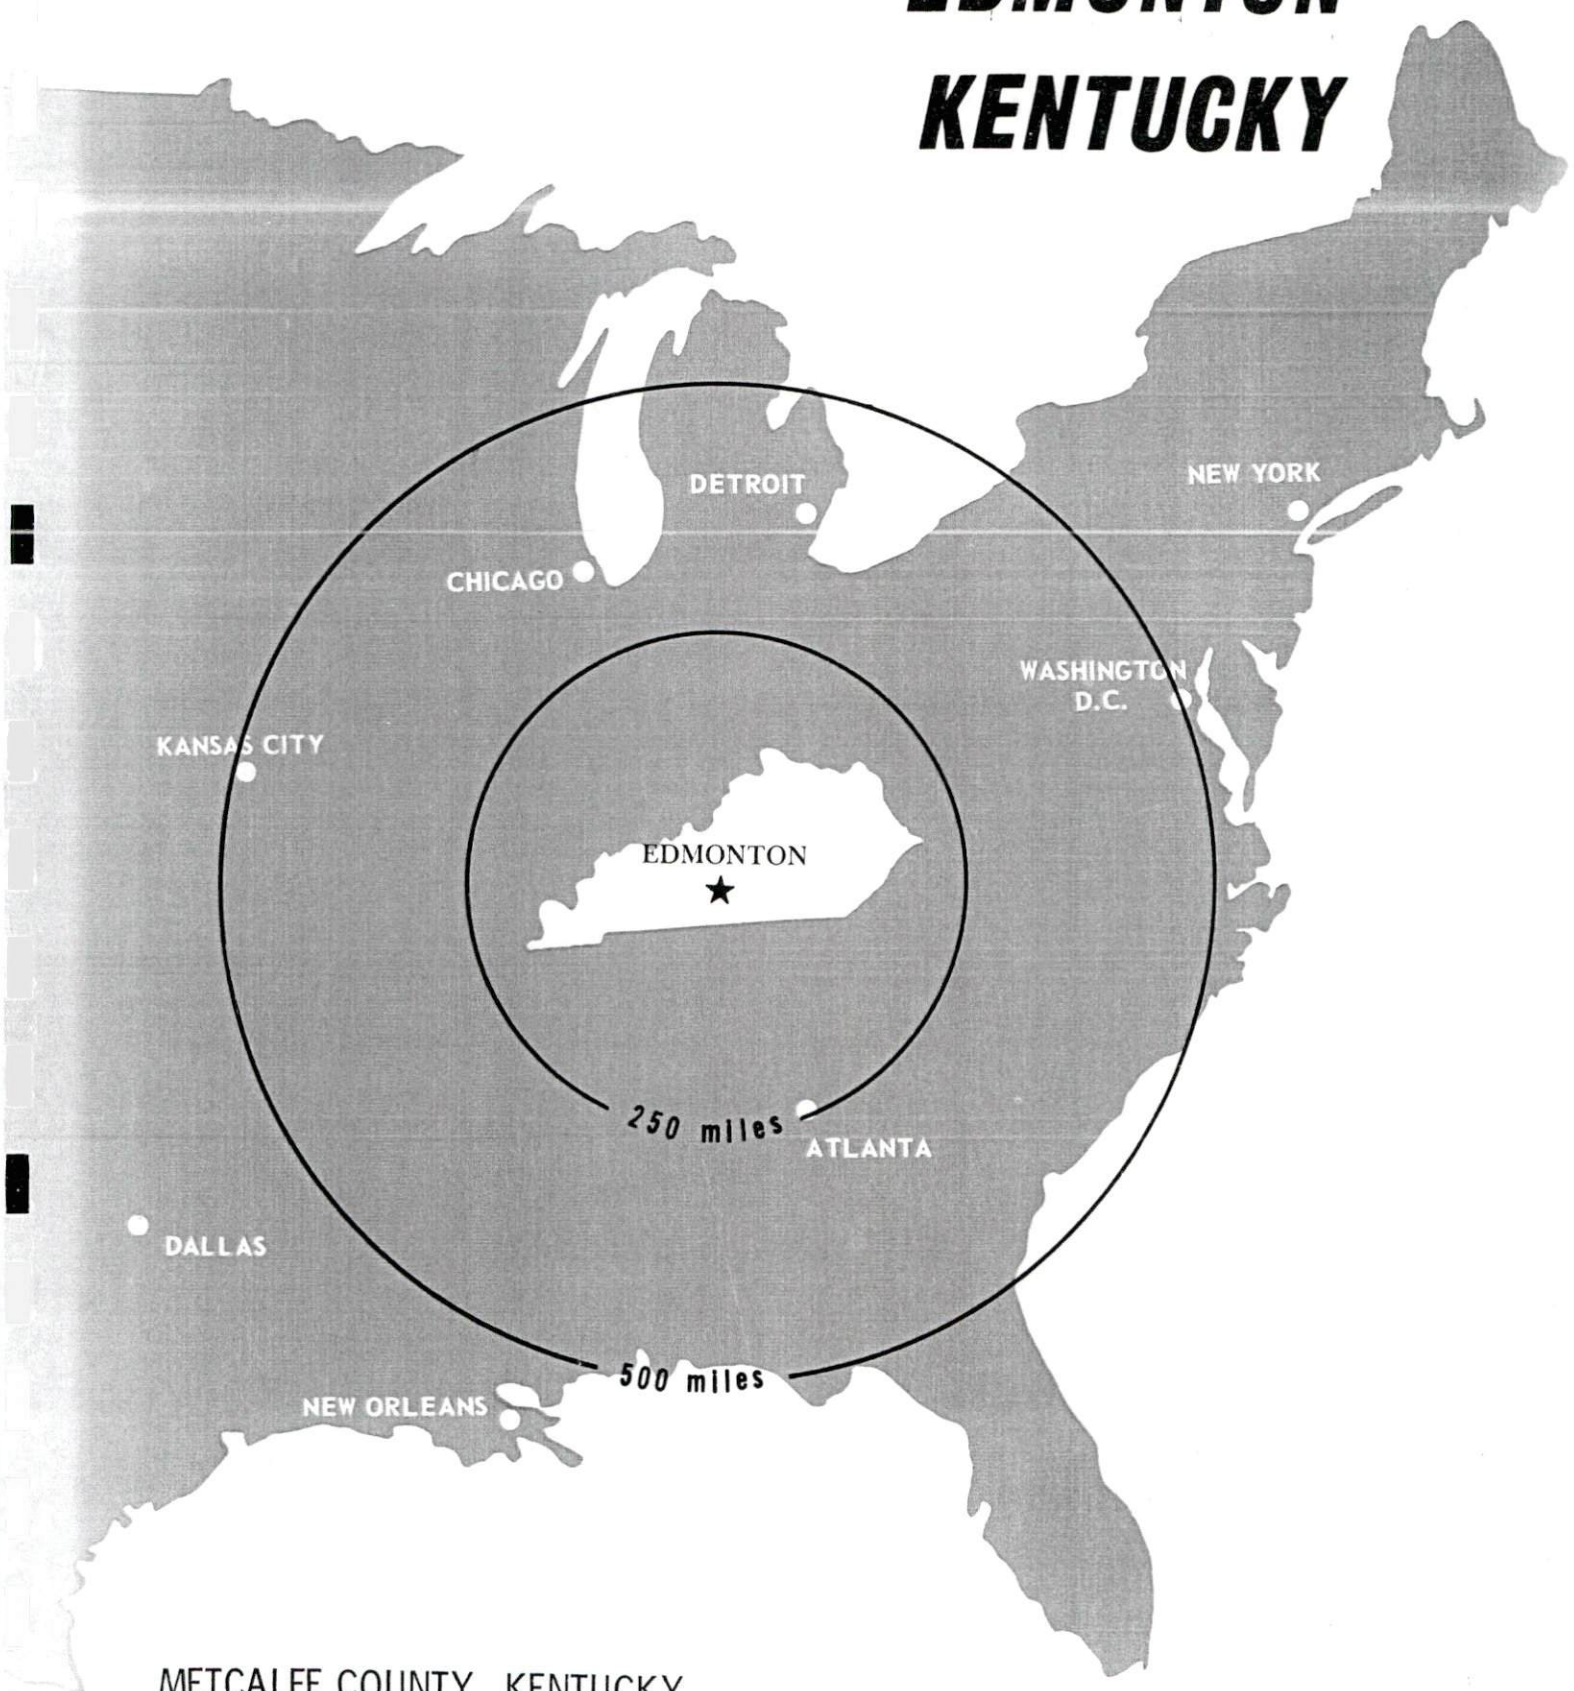 EDMONTON
KENTUCKY
DETROIT
NEW YORK
CHICAGO
WASHINGTON
D.C.
KANSAS CITY
EDMONTON
250 miles
ATLANTA
DALLAS
500 miles
NEW ORLEANS
METCALFE COUNTY, KENTUCKY